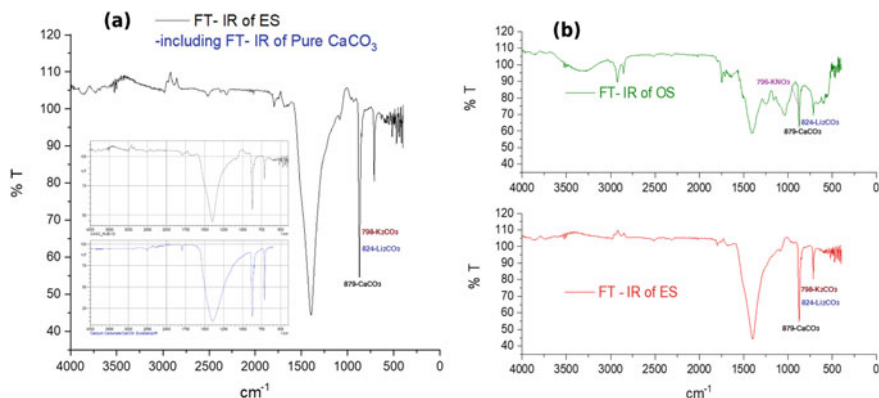 (a)
FT- IR of ES
-including FT- IR of Pure CaCO3
% T
110
100
90
80
70
60
50
40
798-K2CO3
824-Li2CO3
879-CaCO3
4000 3500 3000 2500 2000 1500 1000 500 0
cm-1
(b)
% T
110
100
90
80
70
60
50
40
FT- IR of OS
796-KNO3
824-Li2CO3
879-CaCO3
4000 3500 3000 2500 2000 1500 1000 500 0
% T
110
100
90
80
70
60
50
40
FT - IR of ES
798-K2CO3
824-Li2CO3
879-CaCO3
4000 3500 3000 2500 2000 1500 1000 500 0
cm-1